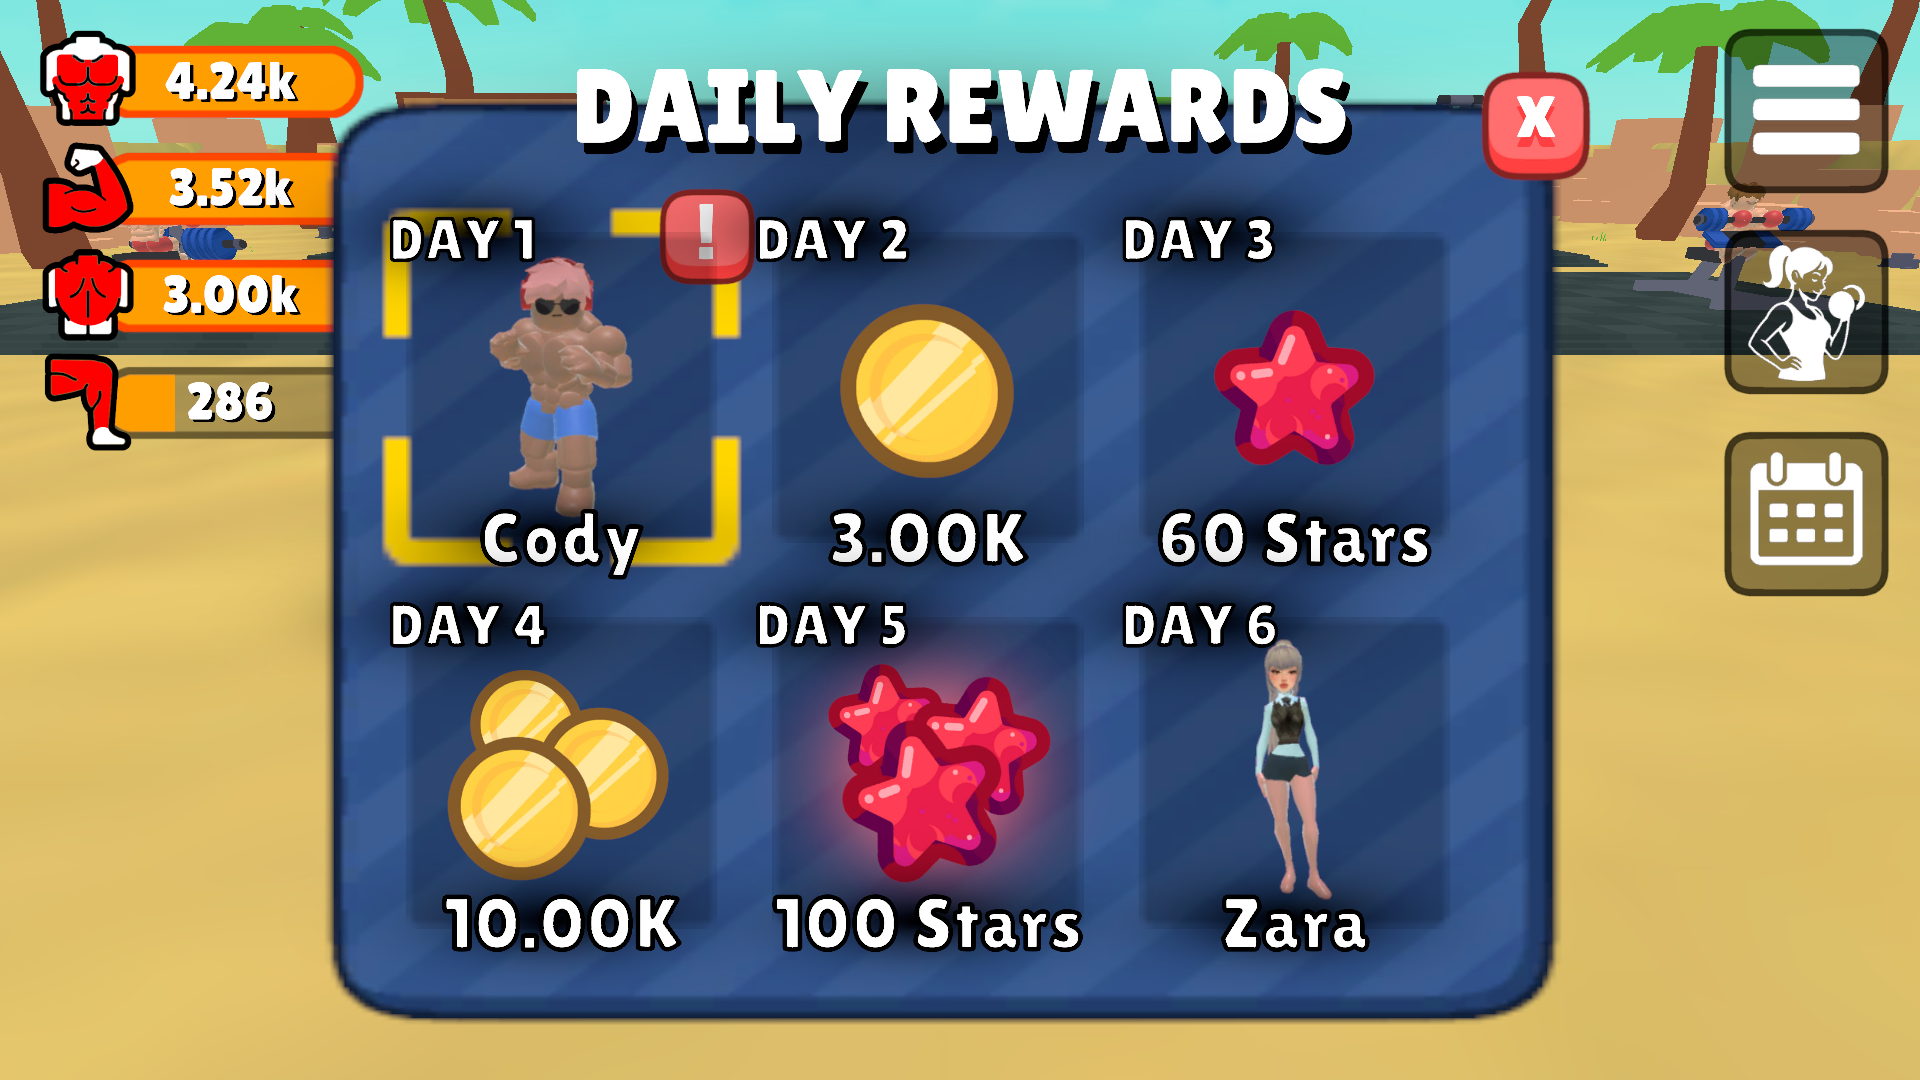 DAILY REWARDS
X
4.24k
3.52k
3.00k
286
DAY 1
!
Cody
DAY 2
3.00K
DAY 3
60 Stars
DAY 4
10.00K
DAY 5
100 Stars
DAY 6
Zara